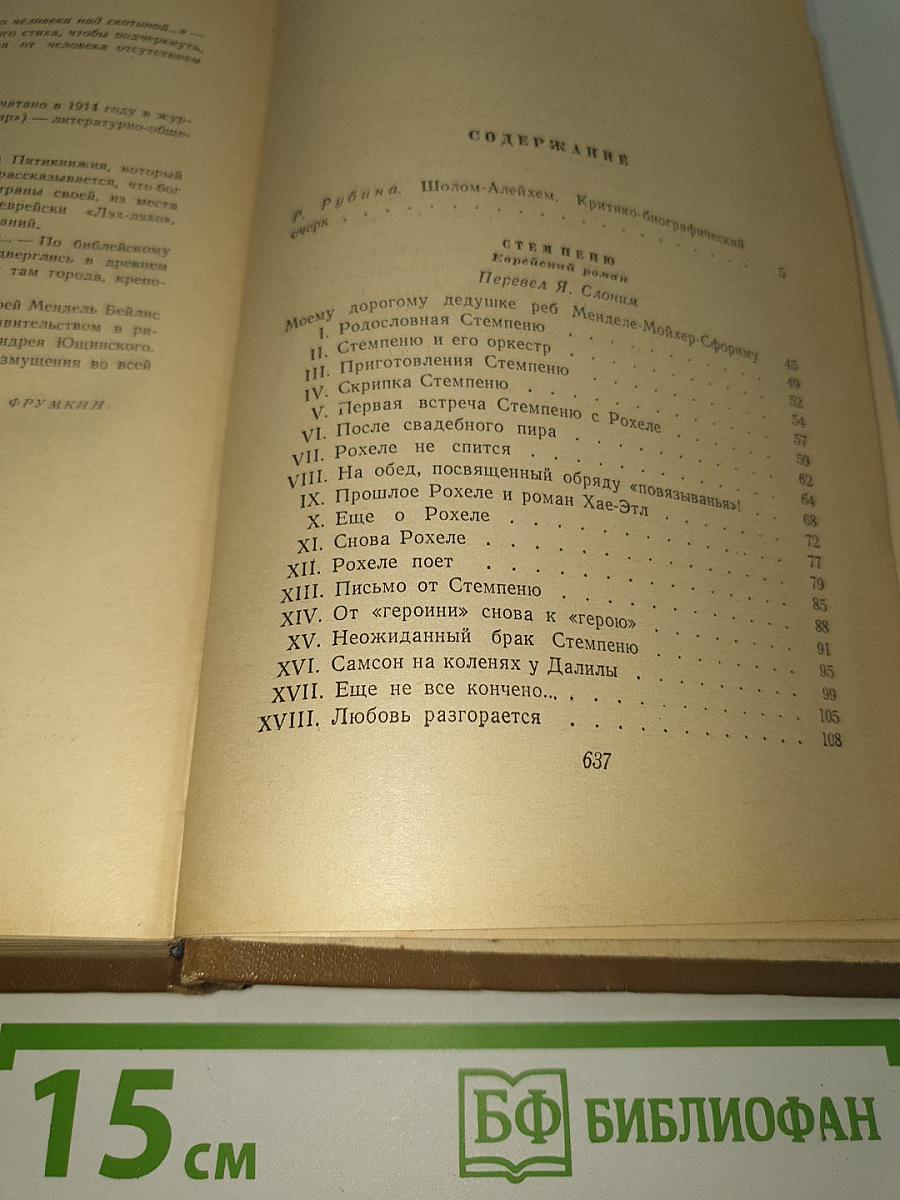 о человека над скотиной...» —
ого стиха, чтобы подчеркнуть,
я от человека отсутствием
читано в 1914 году в жур-
ир») — литературно-обще-
Пятикнижия, который
рассказывается, что бог
траны своей, из места
еврейски «Лэх-лэхо»,
аний.
... — По библейскому
дверглись в древнем
там города, крепо-
рей Мендель Бейлис
авительством в ри-
ндрея Ющинского.
змущения во всей
ФРУМКИН
СОДЕРЖАНИЕ
Р. Рубина. Шолом-Алейхем. Критико-биографический
очерк . . . . . . . . . . . . . . 5
СТЕМПЕНЮ
Еврейский роман
Перевел Я. Слоним
Моему дорогому дедушке реб Менделе-Мойхер-Сфориму 45
I. Родословная Стемпеню . . . . . . . . 49
II. Стемпеню и его оркестр . . . . . . . . 52
III. Приготовления Стемпеню . . . . . . . . 54
IV. Скрипка Стемпеню . . . . . . . . . 57
V. Первая встреча Стемпеню с Рохеле . . . . . 59
VI. После свадебного пира . . . . . . . . 62
VII. Рохеле не спится . . . . . . . . . . 64
VIII. На обед, посвященный обряду «повязыванья»! . . 68
IX. Прошлое Рохеле и роман Хае-Этл . . . . . . 72
X. Еще о Рохеле . . . . . . . . . . . 77
XI. Снова Рохеле . . . . . . . . . . . 79
XII. Рохеле поет . . . . . . . . . . . 85
XIII. Письмо от Стемпеню . . . . . . . . . 88
XIV. От «героини» снова к «герою» . . . . . . 91
XV. Неожиданный брак Стемпеню . . . . . . . 95
XVI. Самсон на коленях у Далилы . . . . . . . 99
XVII. Еще не все кончено... . . . . . . . . . 105
XVIII. Любовь разгорается . . . . . . . . . . 108
637
15 см
БФ БИБЛИОФАН